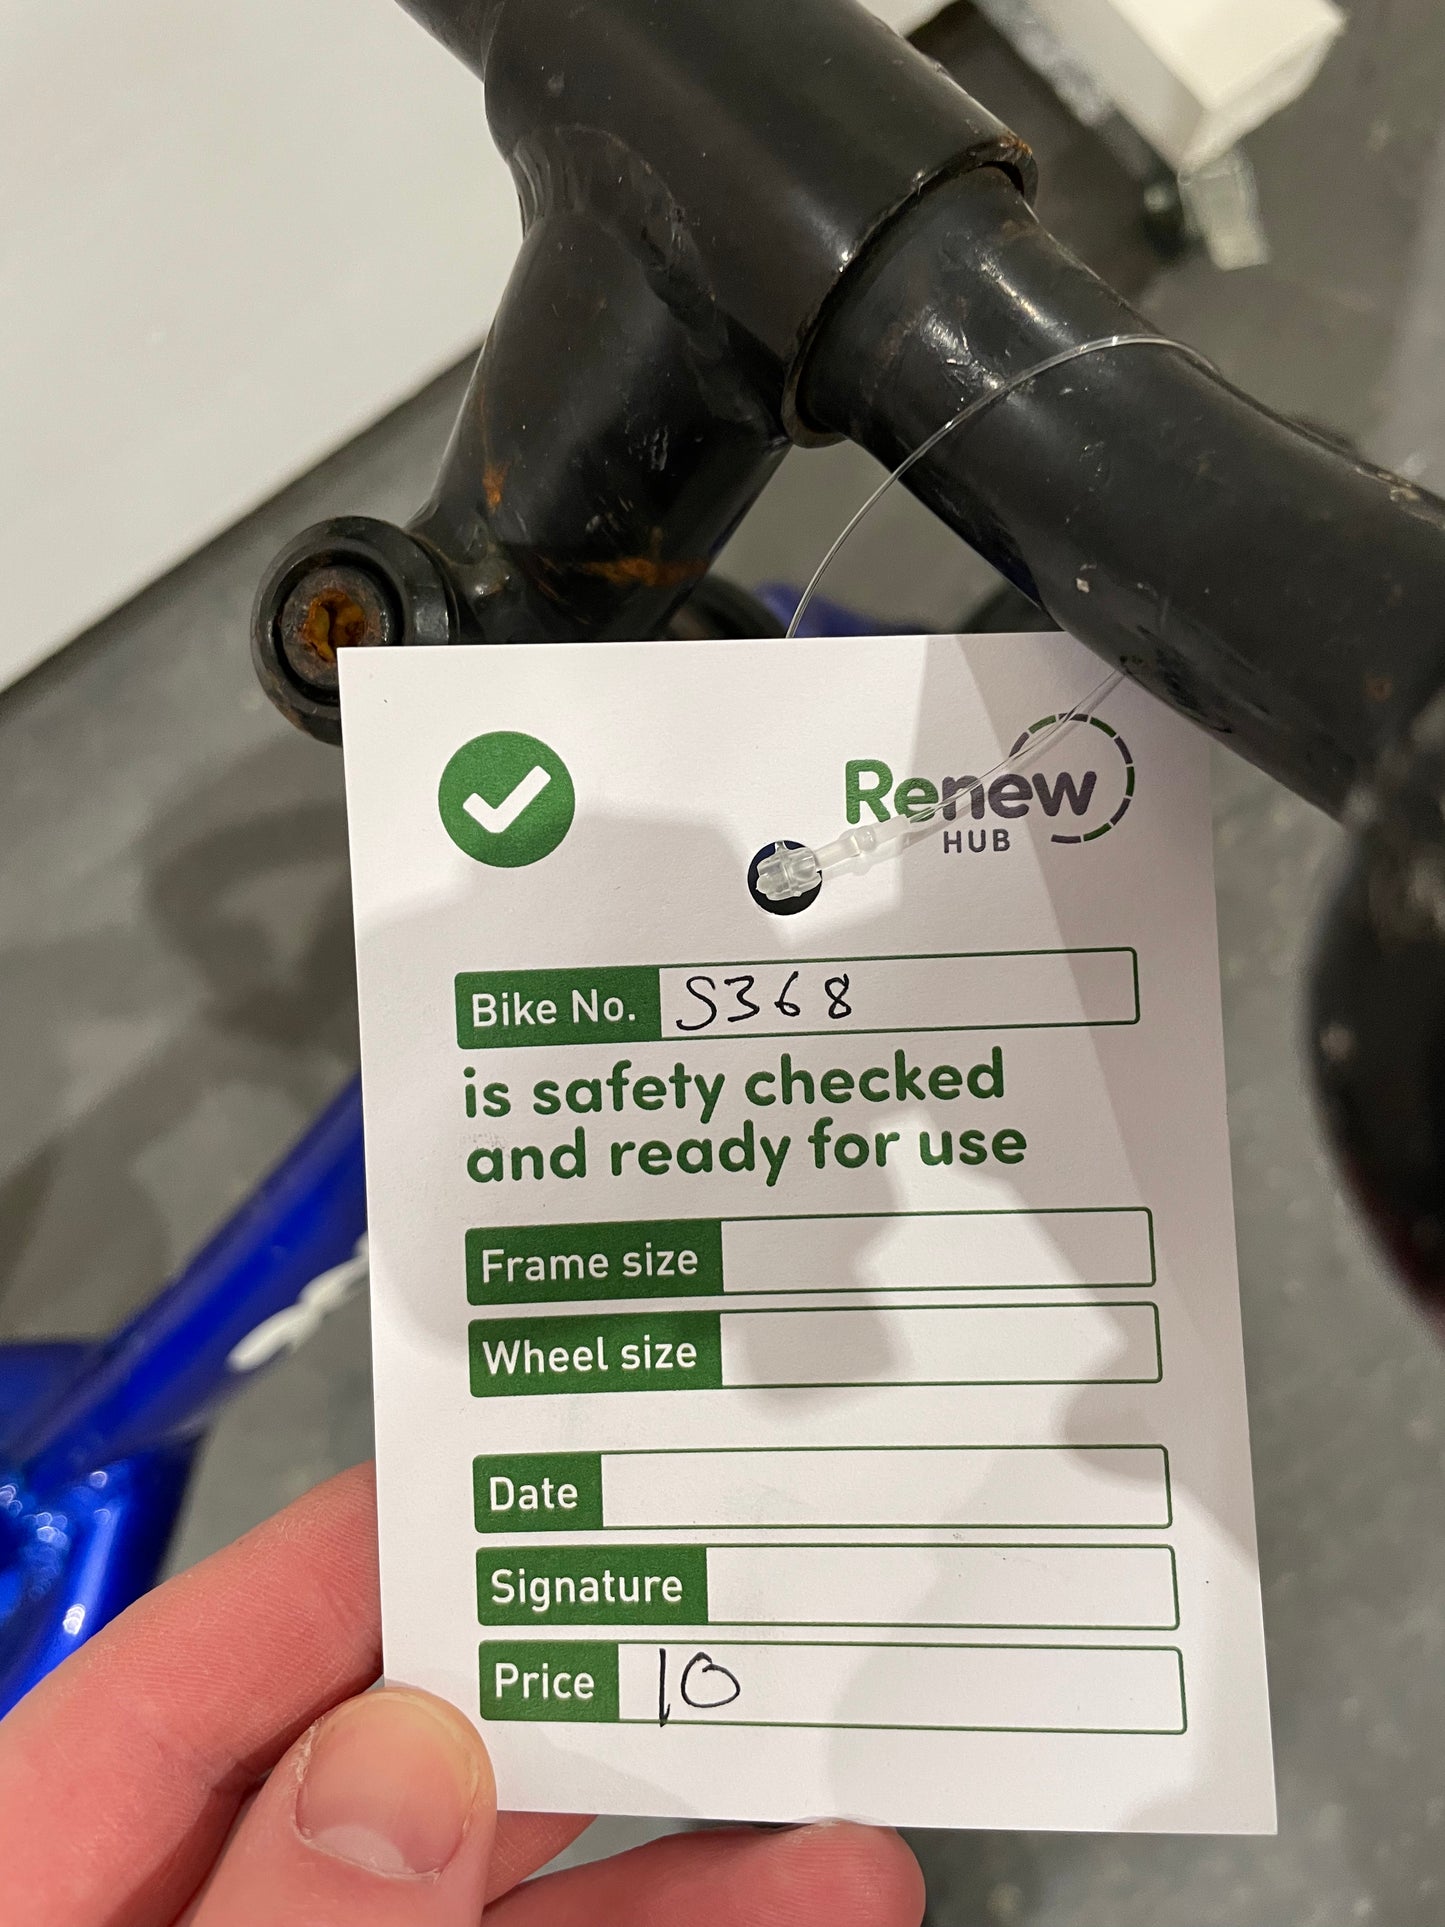 Renew
HUB
Bike No. S368
is safety checked
and ready for use
Frame size
Wheel size
Date
Signature
Price 10